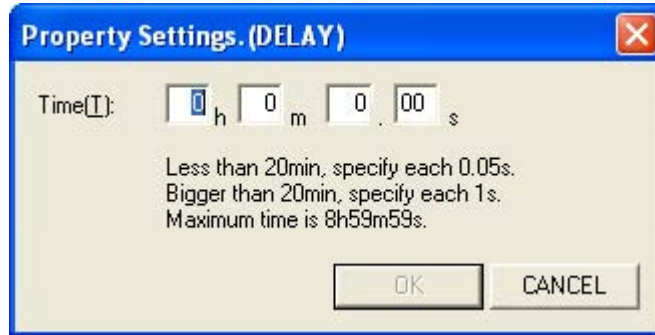 Property Settings.(DELAY)
Time(T): 0 h 0 m 0 . 00 s
Less than 20min, specify each 0.05s.
Bigger than 20min, specify each 1s.
Maximum time is 8h59m59s.
OK CANCEL